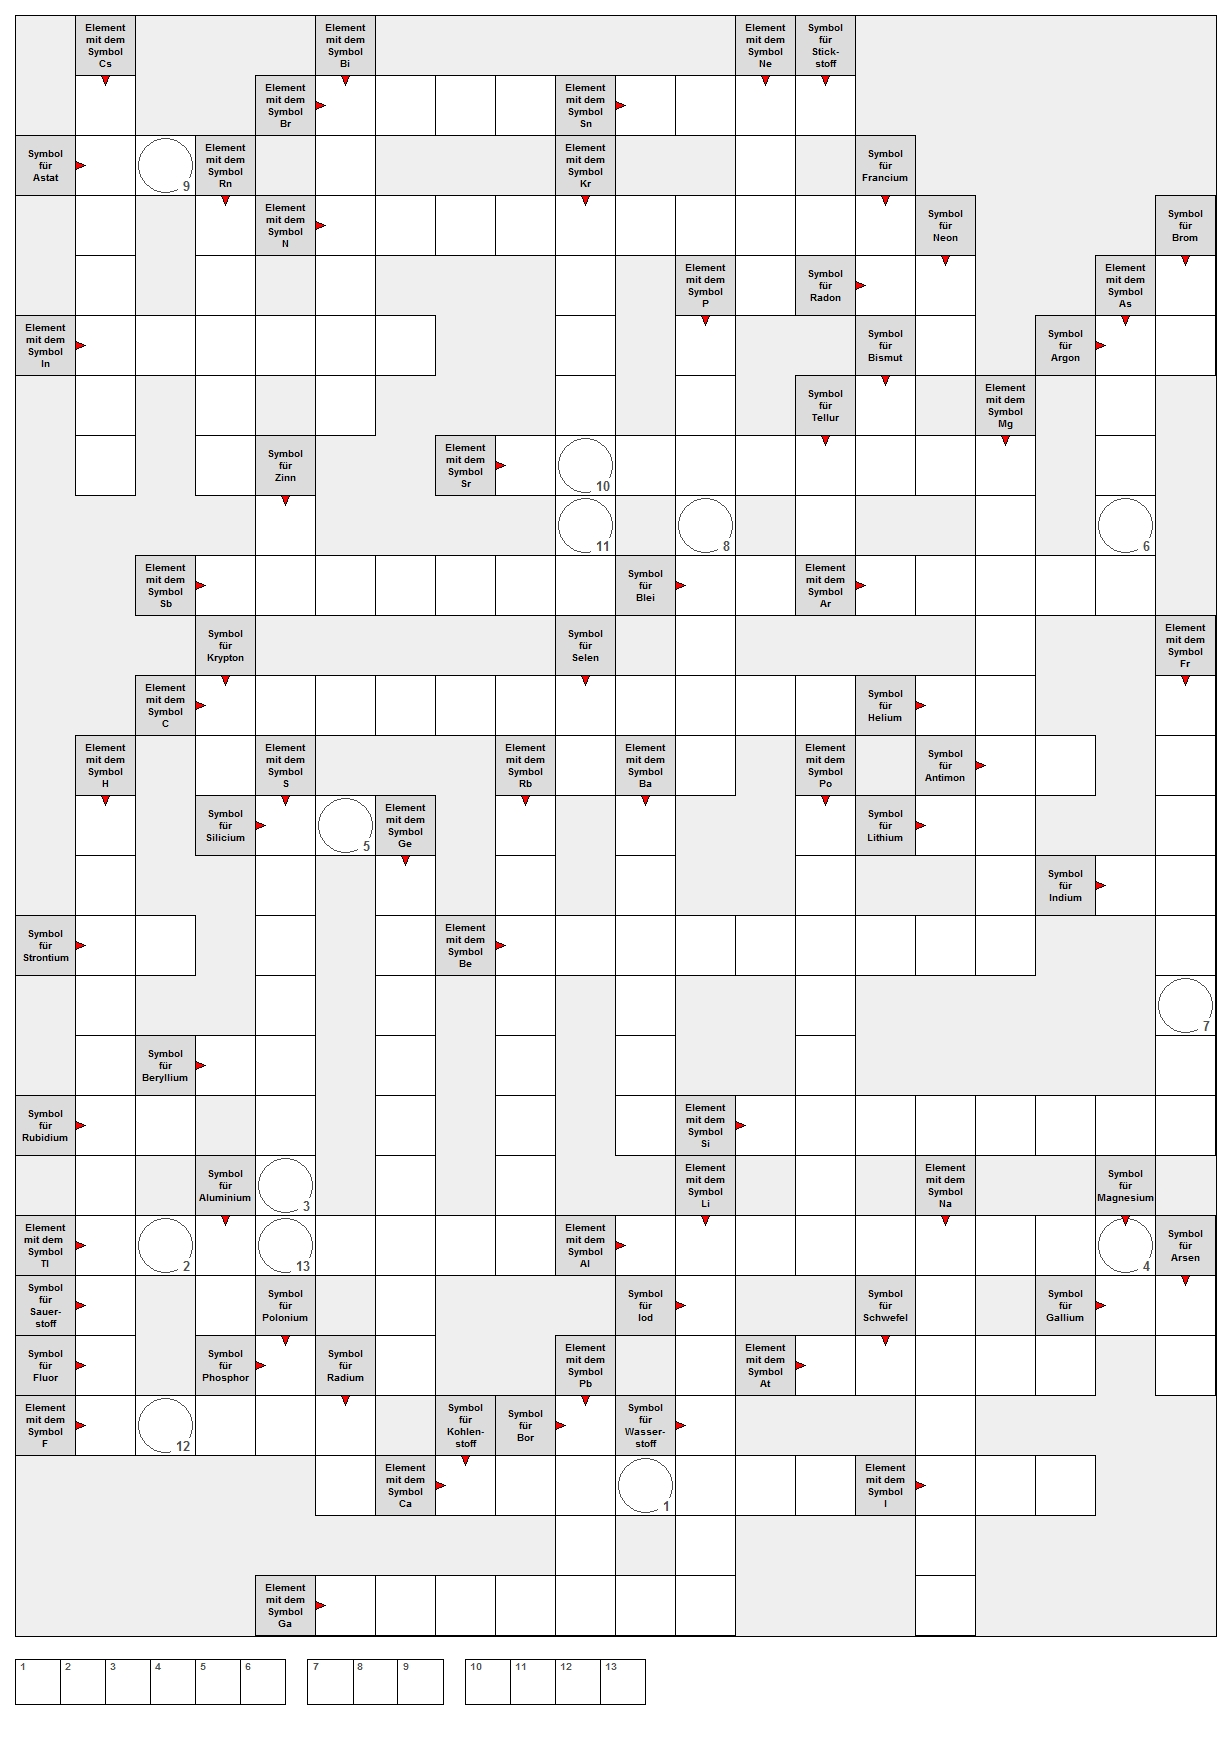 Element
mit dem
Symbol
Cs
Element
mit dem
Symbol
Bi
Element
mit dem
Symbol
Ne
Symbol
für
Stick-
stoff
Element
mit dem
Symbol
Br
Element
mit dem
Symbol
Sn
Symbol
für
Astat
9
Element
mit dem
Symbol
Rn
Element
mit dem
Symbol
Kr
Symbol
für
Francium
Element
mit dem
Symbol
N
Symbol
für
Neon
Symbol
für
Brom
Element
mit dem
Symbol
P
Symbol
für
Radon
Element
mit dem
Symbol
As
Element
mit dem
Symbol
In
Symbol
für
Bismut
Symbol
für
Argon
Symbol
für
Tellur
Element
mit dem
Symbol
Mg
Symbol
für
Zinn
Element
mit dem
Symbol
Sr
10
11
8
6
Element
mit dem
Symbol
Sb
Symbol
für
Blei
Element
mit dem
Symbol
Ar
Symbol
für
Krypton
Symbol
für
Selen
Element
mit dem
Symbol
Fr
Element
mit dem
Symbol
C
Symbol
für
Helium
Element
mit dem
Symbol
H
Element
mit dem
Symbol
S
Element
mit dem
Symbol
Rb
Element
mit dem
Symbol
Ba
Element
mit dem
Symbol
Po
Symbol
für
Antimon
Symbol
für
Silicium
5
Element
mit dem
Symbol
Ge
Symbol
für
Lithium
Symbol
für
Indium
Symbol
für
Strontium
Element
mit dem
Symbol
Be
7
Symbol
für
Beryllium
Symbol
für
Rubidium
Element
mit dem
Symbol
Si
Symbol
für
Aluminium
3
Element
mit dem
Symbol
Li
Element
mit dem
Symbol
Na
Symbol
für
Magnesium
Element
mit dem
Symbol
Tl
2
13
Element
mit dem
Symbol
Al
4
Symbol
für
Arsen
Symbol
für
Sauer-
stoff
Symbol
für
Polonium
Symbol
für
Iod
Symbol
für
Schwefel
Symbol
für
Gallium
Symbol
für
Fluor
Symbol
für
Phosphor
Symbol
für
Radium
Element
mit dem
Symbol
Pb
Element
mit dem
Symbol
At
Element
mit dem
Symbol
F
12
Symbol
für
Kohlen-
stoff
Symbol
für
Bor
Symbol
für
Wasser-
stoff
Element
mit dem
Symbol
Ca
1
Element
mit dem
Symbol
I
Element
mit dem
Symbol
Ga
1 2 3 4 5 6 7 8 9 10 11 12 13